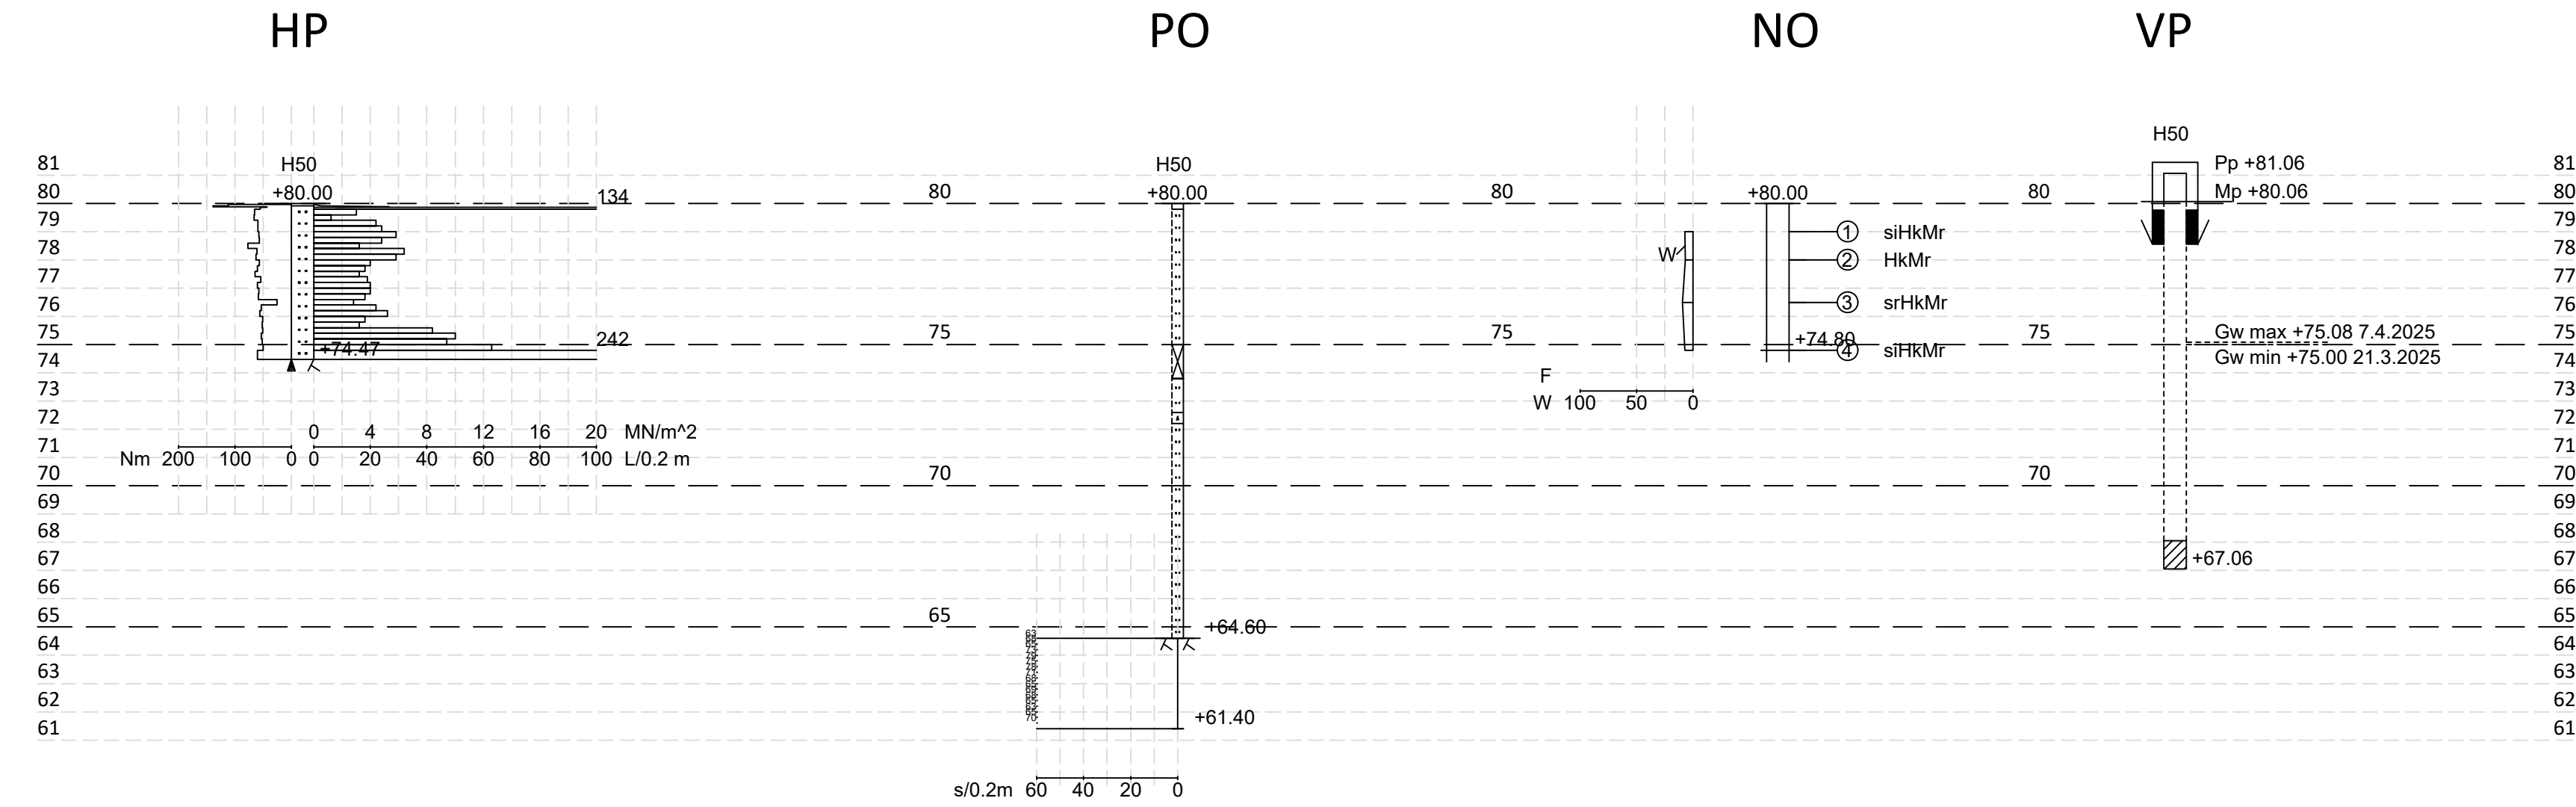 HP PO NO VP
H50
81 H50 H50 Pp +81.06 81
80 +80.00 134 80 +80.00 80 +80.00 80 Mp +80.06 80
79 79
1 siHkMr
78 W 2 HkMr 78
77 77
76 3 srHkMr 76
75 242 75 75 +74.80 75 Gw max +75.08 7.4.2025 75
74 +74.47 4 siHkMr Gw min +75.00 21.3.2025 74
F
73 73
W 100 50 0
72 72
0 4 8 12 16 20 MN/m^2
71 71
Nm 200 100 0 0 20 40 60 80 100 L/0.2 m
70 70 70 70
69 69
68 68
67 +67.06 67
66 66
65 65 65
+64.60
63
64 64
63 63
62 62
70 +61.40
61 61
s/0.2m 60 40 20 0